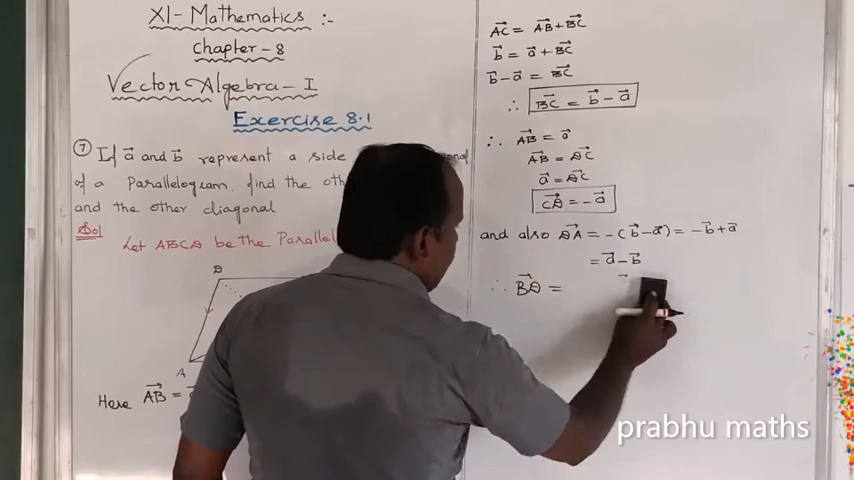 XI- Mathematics :-
Chapter - 8
Vector Algebra - I
Exercise 8.1
⑦ If a⃗ and b⃗ represent a side
of a Parallelogram, find the
and the other diagonal
Sol
Let ABCD be the
D
A
Here AB⃗ =
AC⃗ = AB⃗ + BC⃗
b⃗ = a⃗ + BC⃗
b⃗ - a⃗ = BC⃗
∴ BC⃗ = b⃗ - a⃗
∴ AB⃗ = a⃗
AB⃗ = DC⃗
a⃗ = DC⃗
CD⃗ = -a⃗
and also DA⃗ = -(b⃗ - a⃗) = -b⃗ + a⃗
= a⃗ - b⃗
∴ BD⃗ =
prabhu maths